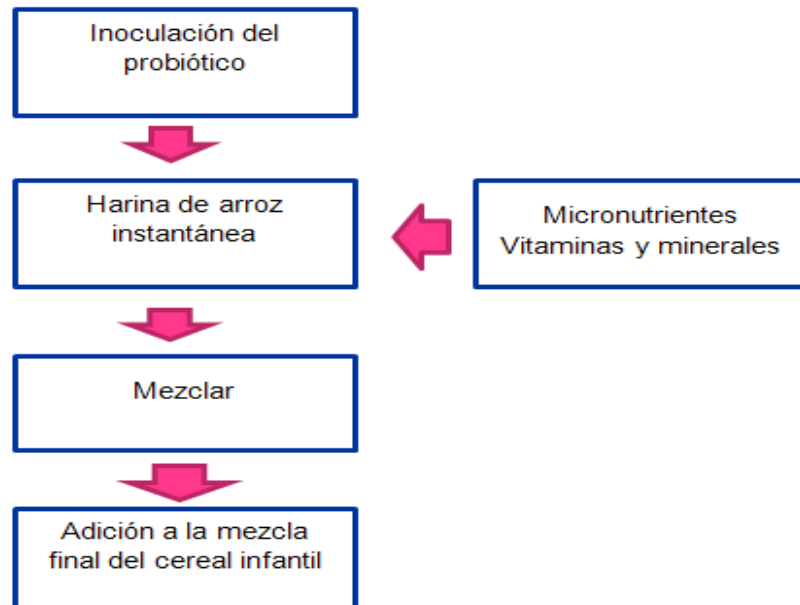 Inoculación del
probiótico
Harina de arroz
instantánea
Micronutrientes
Vitaminas y minerales
Mezclar
Adición a la mezcla
final del cereal infantil